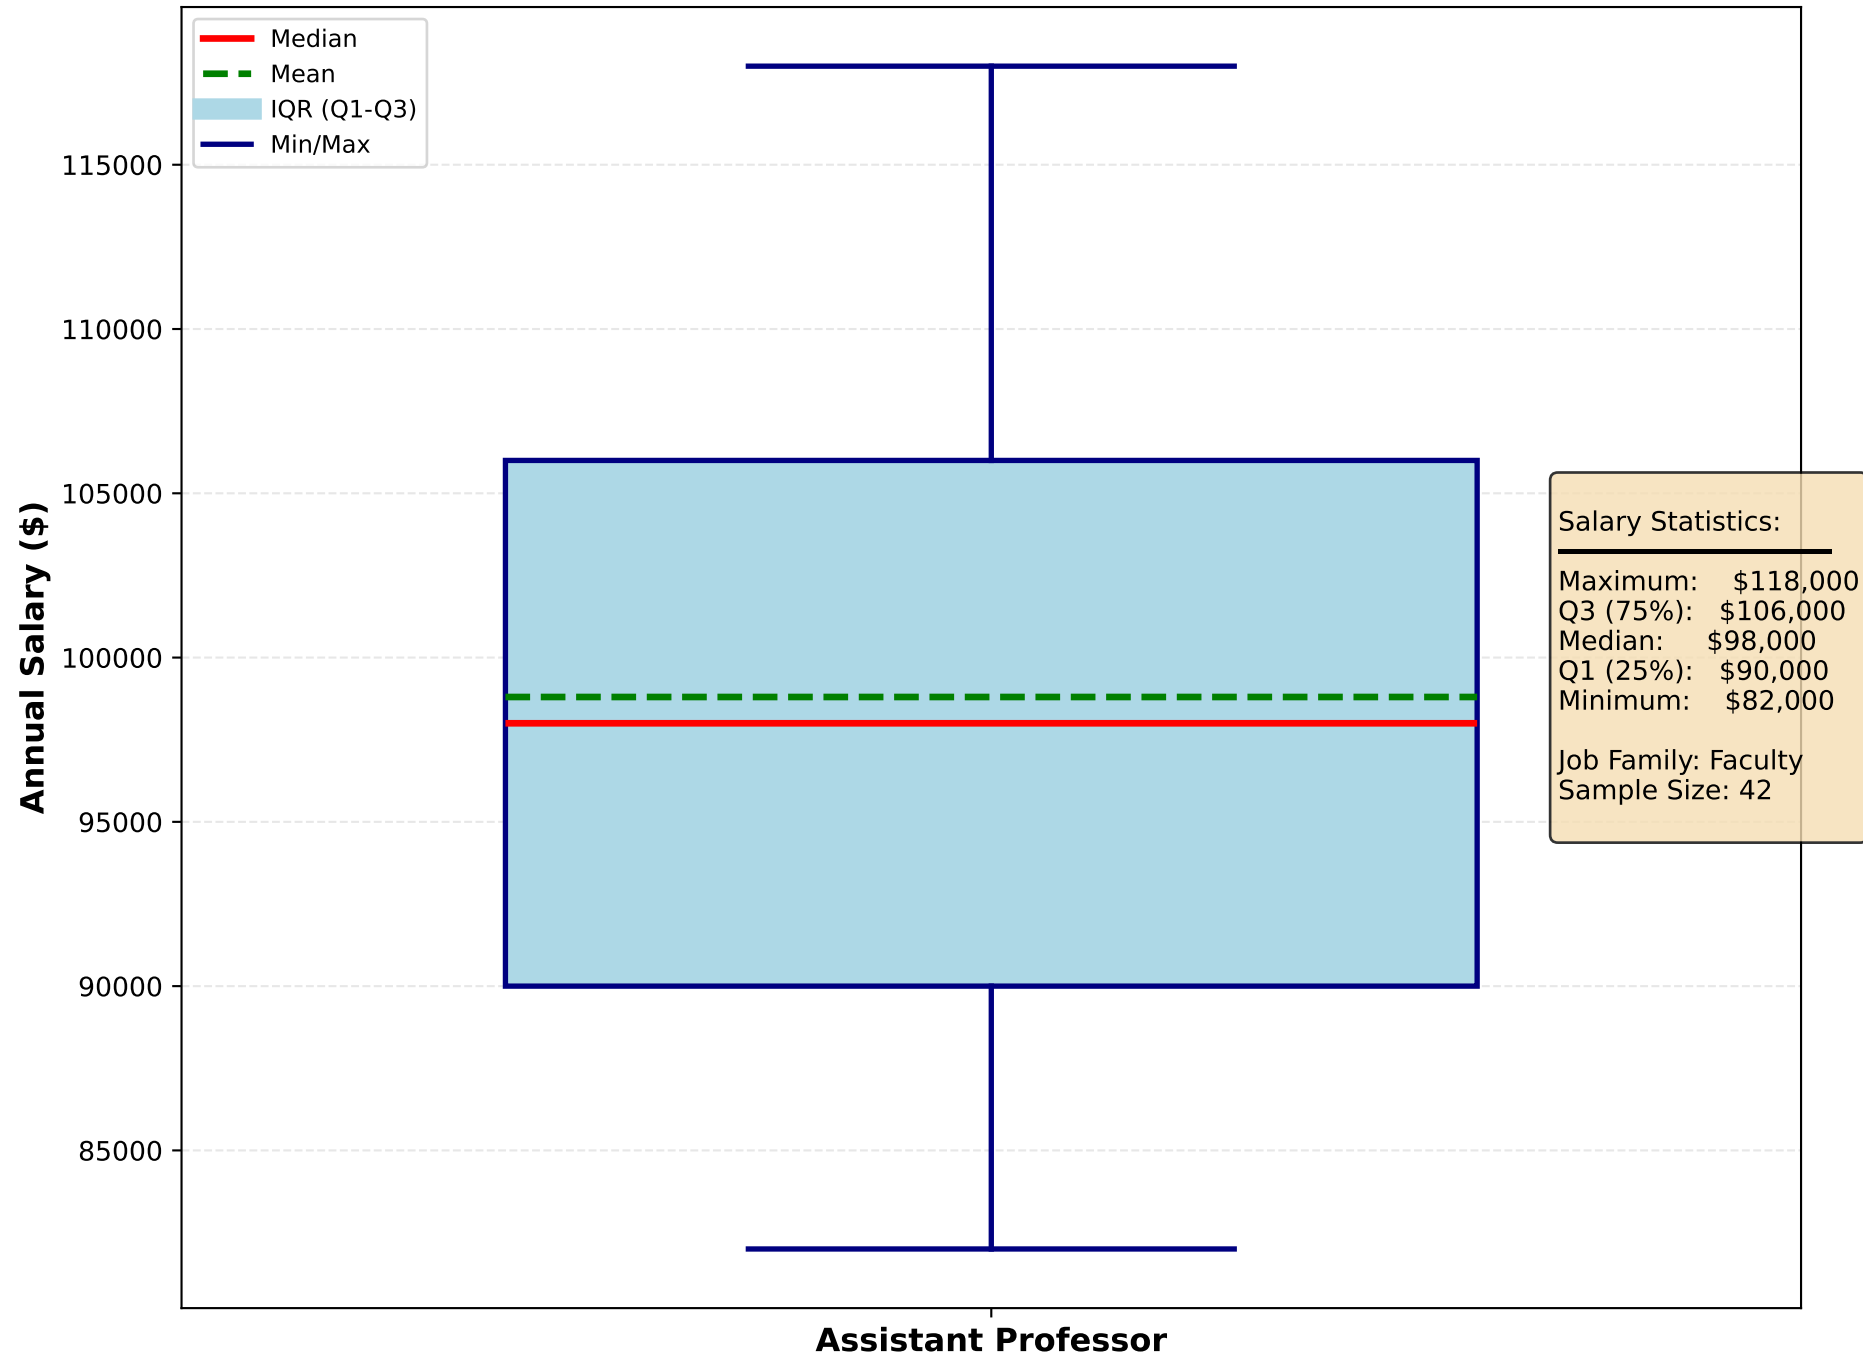 Median
Mean
IQR (Q1-Q3)
Min/Max
115000
110000
105000
100000
95000
90000
85000
Annual Salary ($)
Assistant Professor
Salary Statistics:
Maximum: $118,000
Q3 (75%): $106,000
Median: $98,000
Q1 (25%): $90,000
Minimum: $82,000
Job Family: Faculty
Sample Size: 42